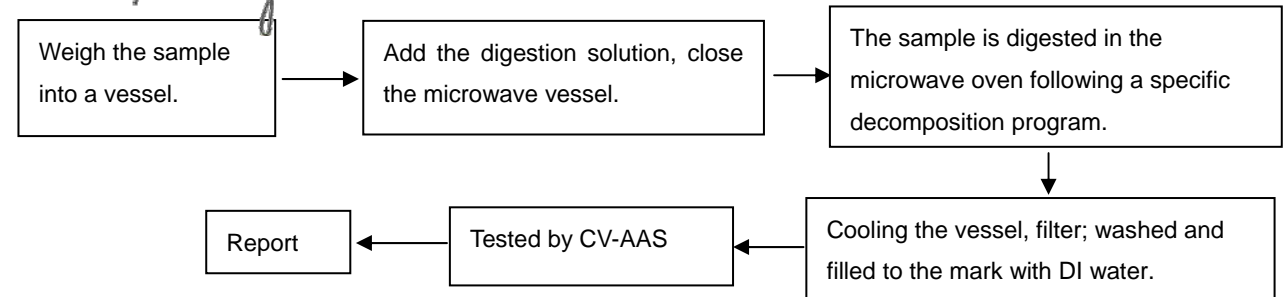 Weigh the sample
into a vessel.
Add the digestion solution, close
the microwave vessel.
The sample is digested in the
microwave oven following a specific
decomposition program.
Cooling the vessel, filter; washed and
filled to the mark with DI water.
Tested by CV-AAS
Report